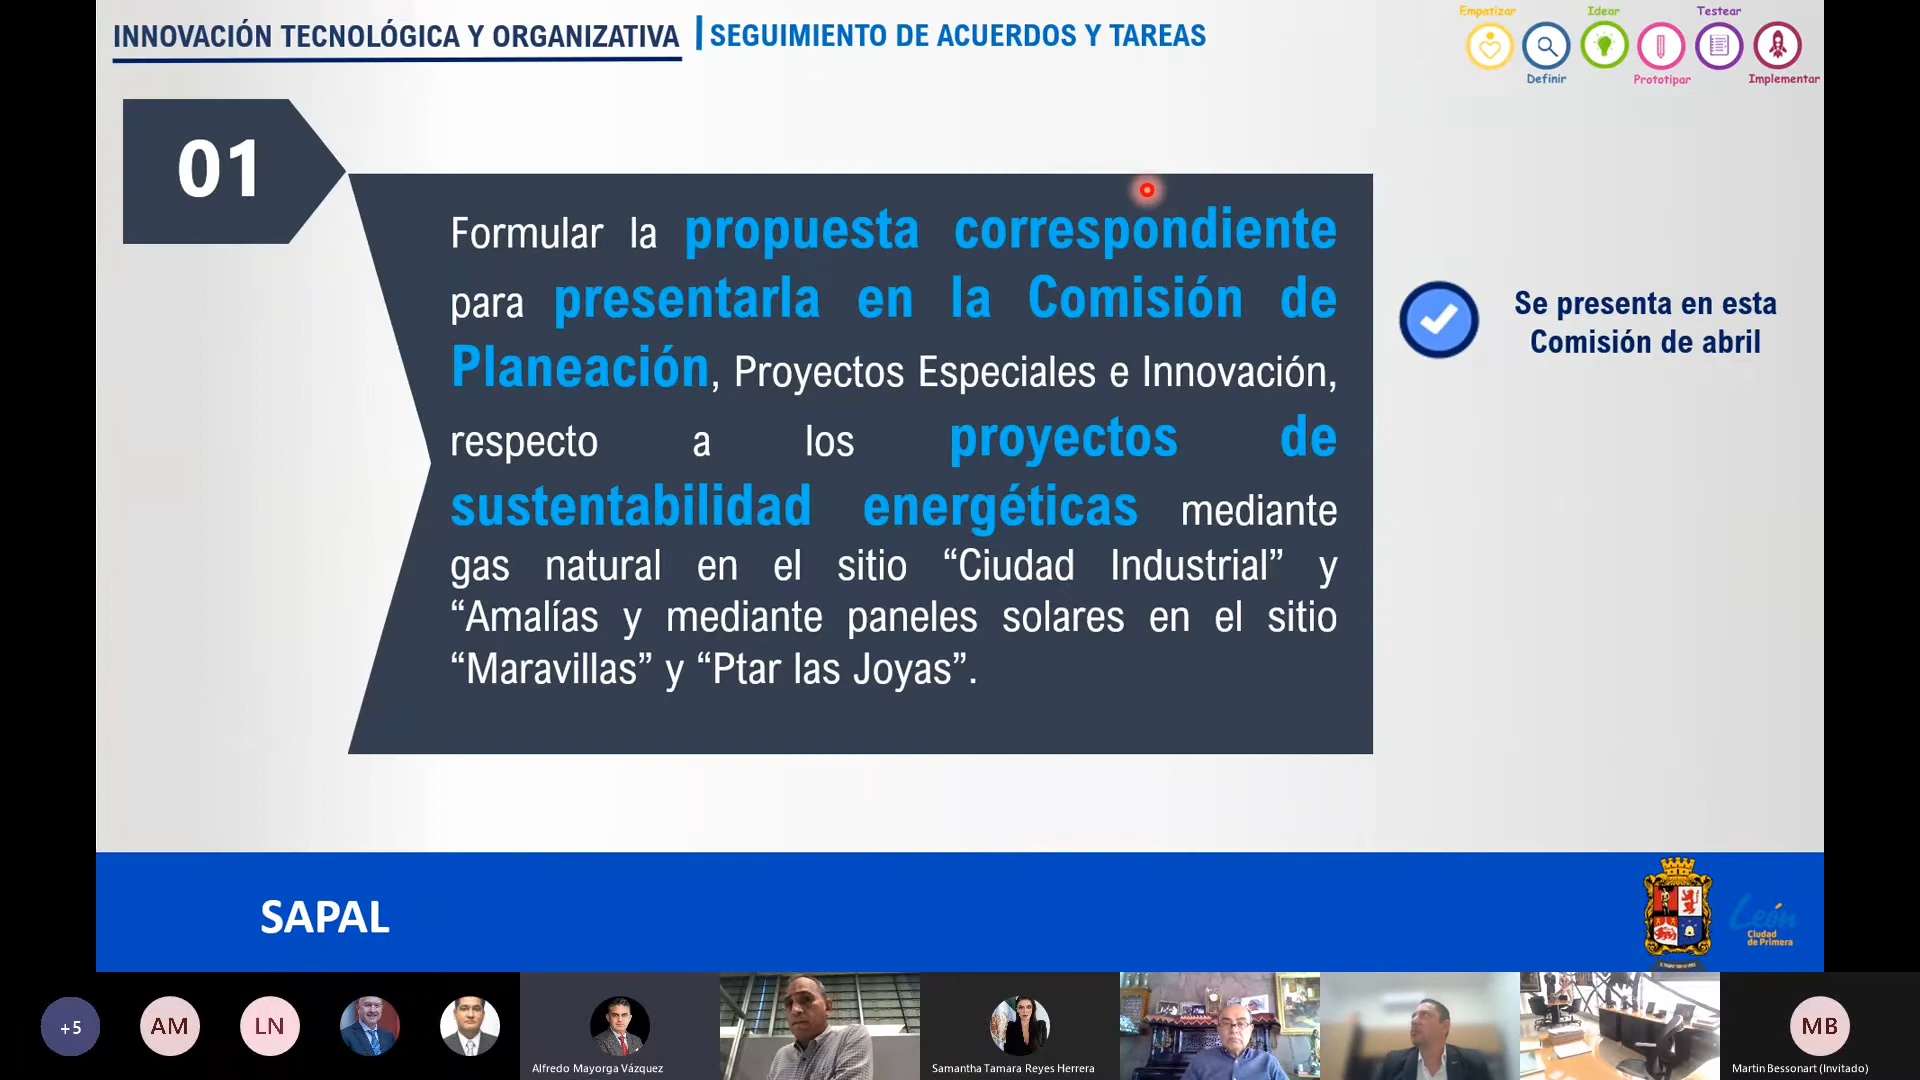 INNOVACIÓN TECNOLÓGICA Y ORGANIZATIVA | SEGUIMIENTO DE ACUERDOS Y TAREAS
Empatizar
Definir
Idear
Prototipar
Testear
Implementar
01
Formular la propuesta correspondiente
para presentarla en la Comisión de
Planeación, Proyectos Especiales e Innovación,
respecto a los proyectos de
sustentabilidad energéticas mediante
gas natural en el sitio “Ciudad Industrial” y
“Amalías y mediante paneles solares en el sitio
“Maravillas” y “Ptar las Joyas”.
Se presenta en esta
Comisión de abril
SAPAL
León
Ciudad
de Primera
+5
AM
LN
Alfredo Mayorga Vázquez
Samantha Tamara Reyes Herrera
MB
Martin Bessonart (Invitado)